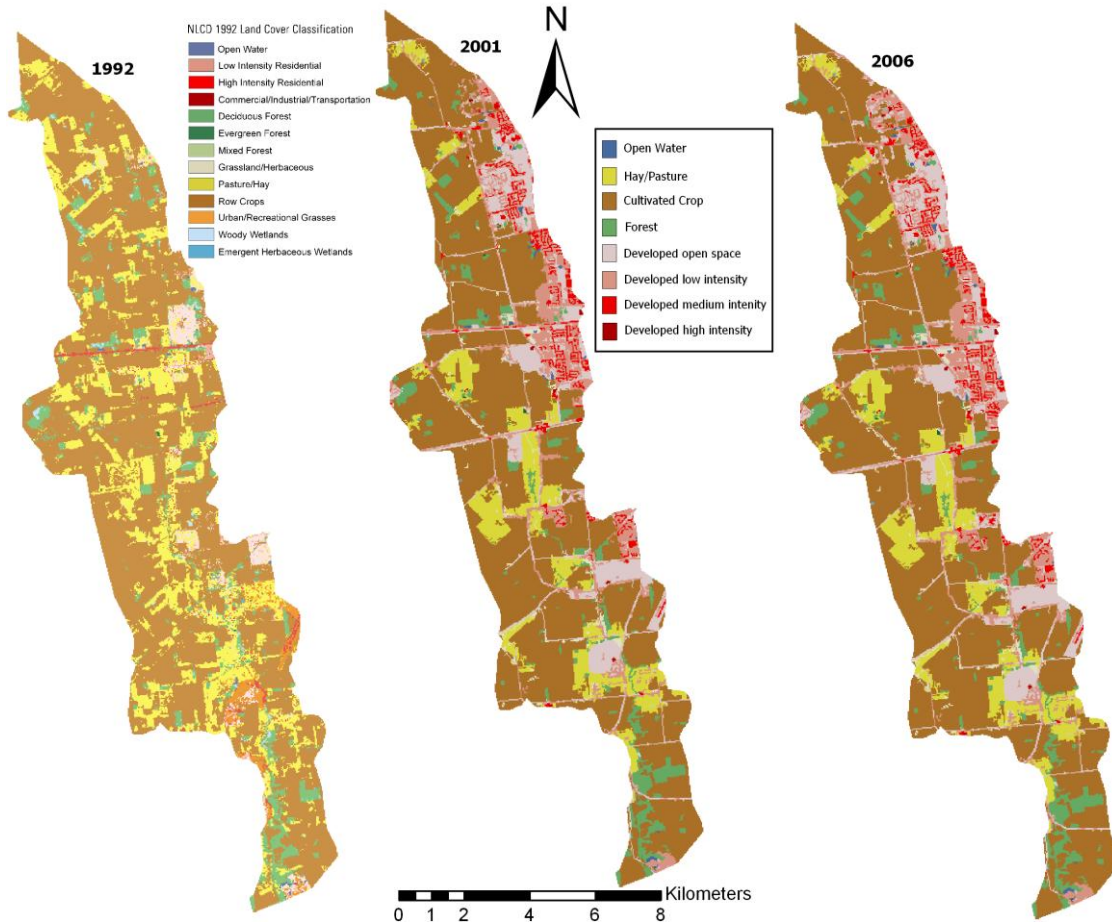 NLCD 1992 Land Cover Classification
1992
Open Water
Low Intensity Residential
High Intensity Residential
Commercial/Industrial/Transportation
Deciduous Forest
Evergreen Forest
Mixed Forest
Grassland/Herbaceous
Pasture/Hay
Row Crops
Urban/Recreational Grasses
Woody Wetlands
Emergent Herbaceous Wetlands
2001
N
2006
Open Water
Hay/Pasture
Cultivated Crop
Forest
Developed open space
Developed low intensity
Developed medium intenity
Developed high intensity
Kilometers
0 1 2 4 6 8